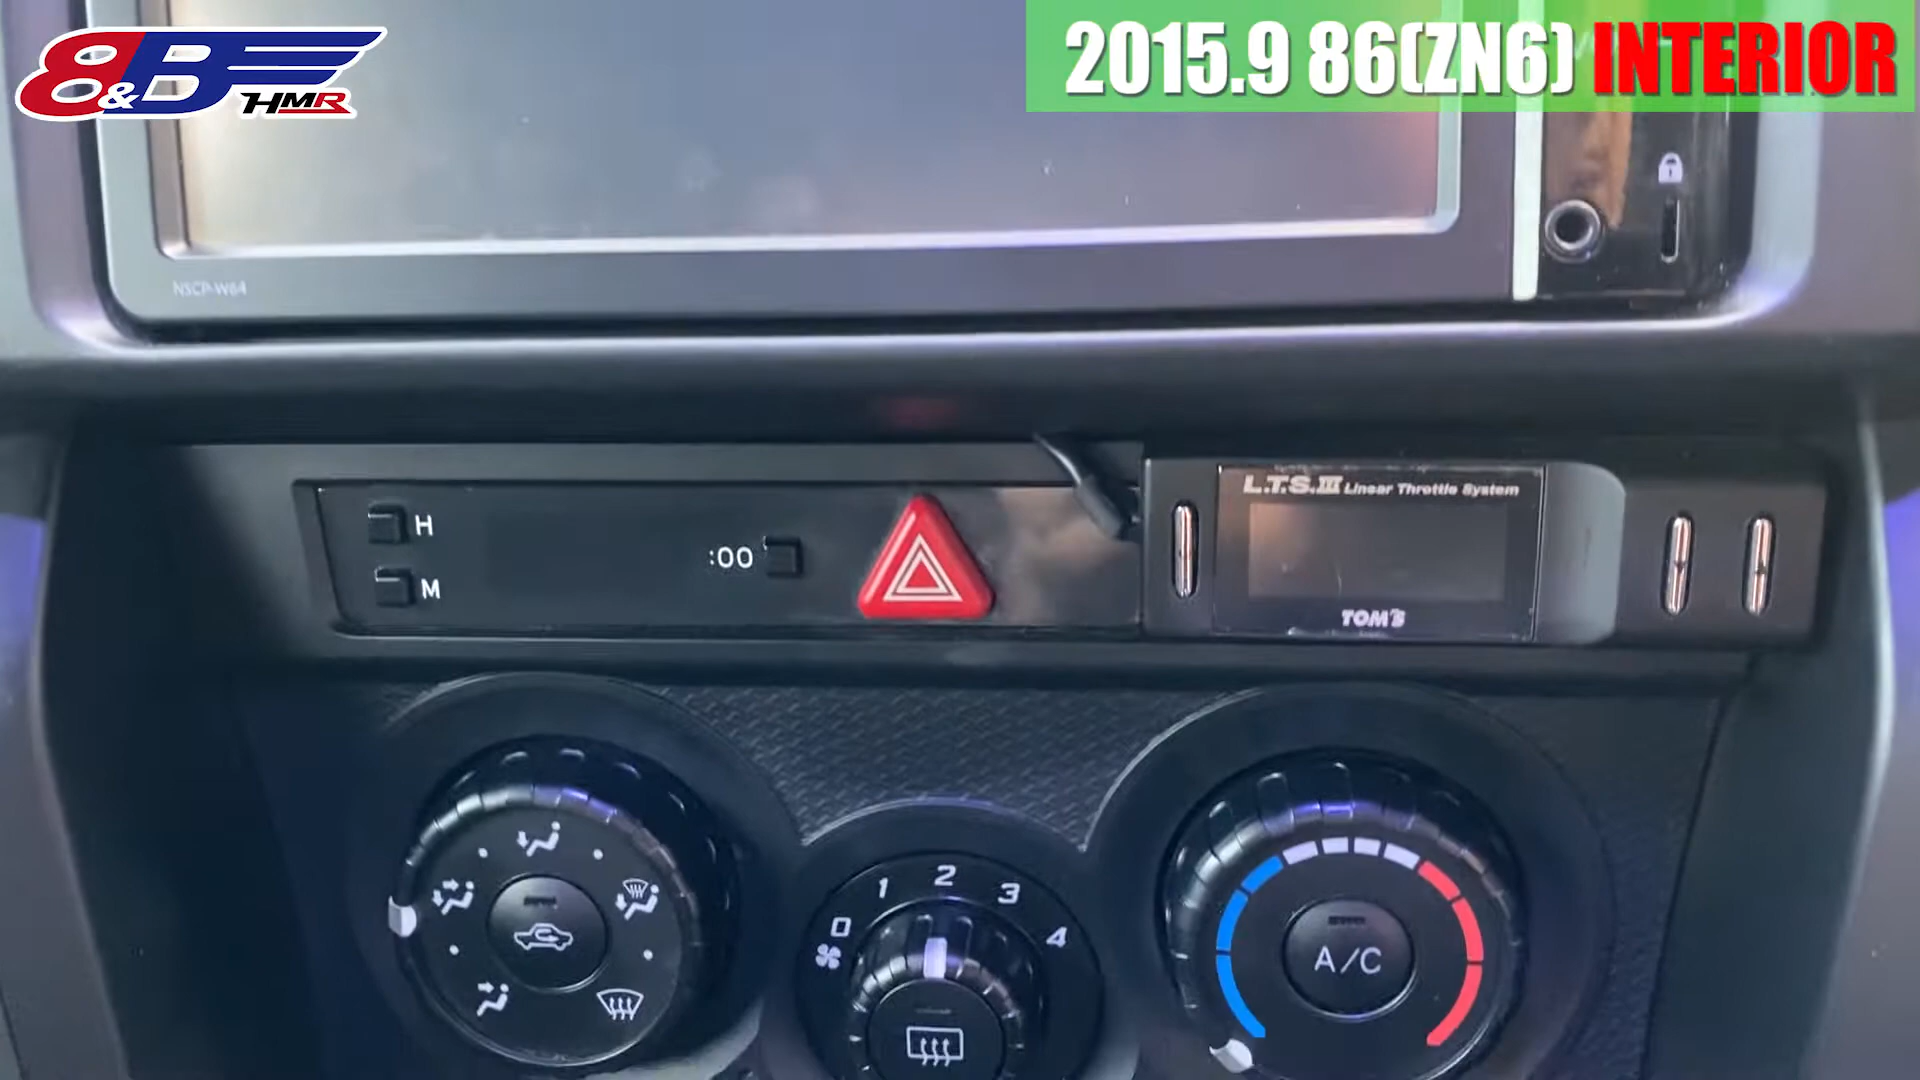 8&B
HMR
2015.9 86(ZN6) INTERIOR
NSCP-W64
L.T.S.III Linear Throttle System
H
:00
M
TOM'S
0 1 2 3 4
A/C